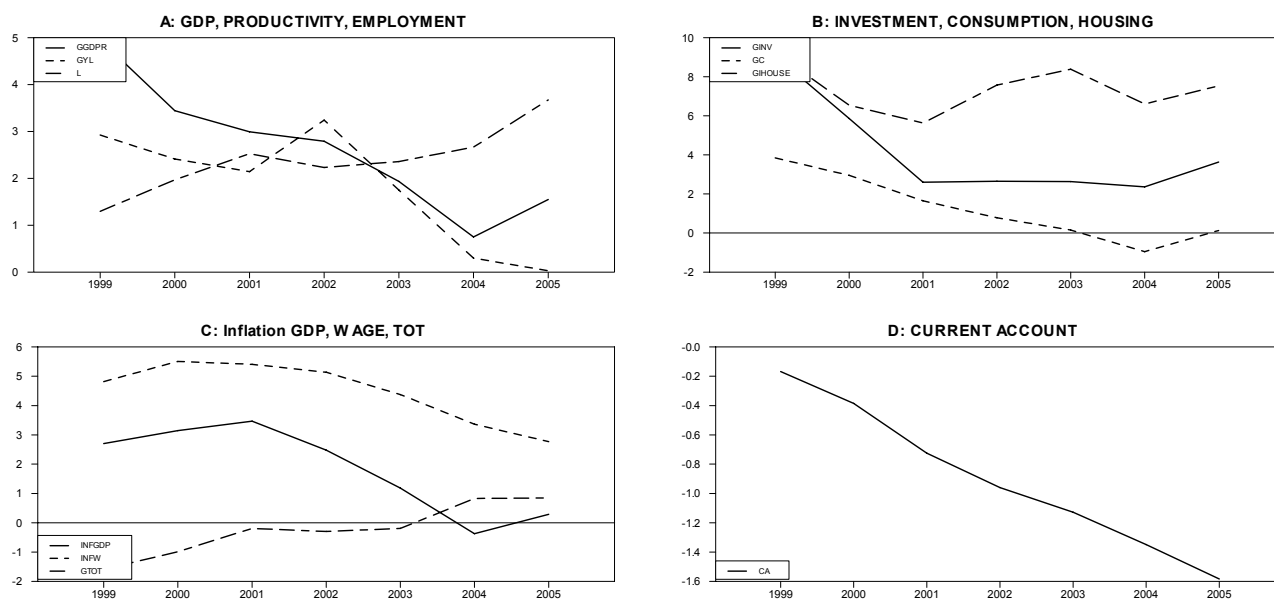 A: GDP, PRODUCTIVITY, EMPLOYMENT
5
4
3
2
1
0
GGDPR
GYL
L
1999 2000 2001 2002 2003 2004 2005
B: INVESTMENT, CONSUMPTION, HOUSING
10
8
6
4
2
0
-2
GINV
GC
GIHOUSE
1999 2000 2001 2002 2003 2004 2005
C: Inflation GDP, WAGE, TOT
6
5
4
3
2
1
0
-1
-2
INFGDP
INFW
GTOT
1999 2000 2001 2002 2003 2004 2005
D: CURRENT ACCOUNT
-0.0
-0.2
-0.4
-0.6
-0.8
-1.0
-1.2
-1.4
-1.6
CA
1999 2000 2001 2002 2003 2004 2005